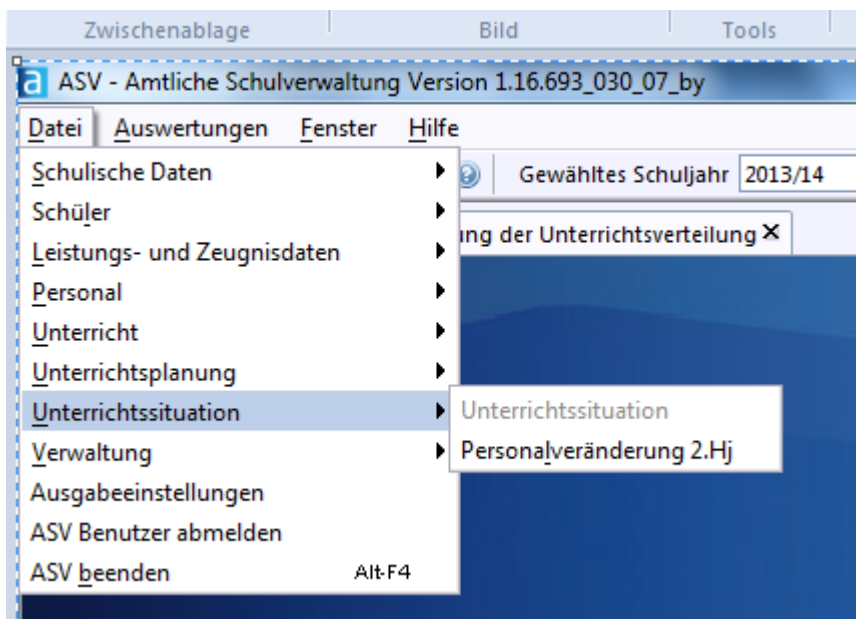 Zwischenablage Bild Tools
a ASV - Amtliche Schulverwaltung Version 1.16.693_030_07_by
Datei Auswertungen Fenster Hilfe
Schulische Daten Gewähltes Schuljahr 2013/14
Schüler
ung der Unterrichtsverteilung X
Leistungs- und Zeugnisdaten
Personal
Unterricht
Unterrichtsplanung
Unterrichtssituation Unterrichtssituation
Verwaltung Personalveränderung 2.Hj
Ausgabeeinstellungen
ASV Benutzer abmelden
ASV beenden Alt-F4